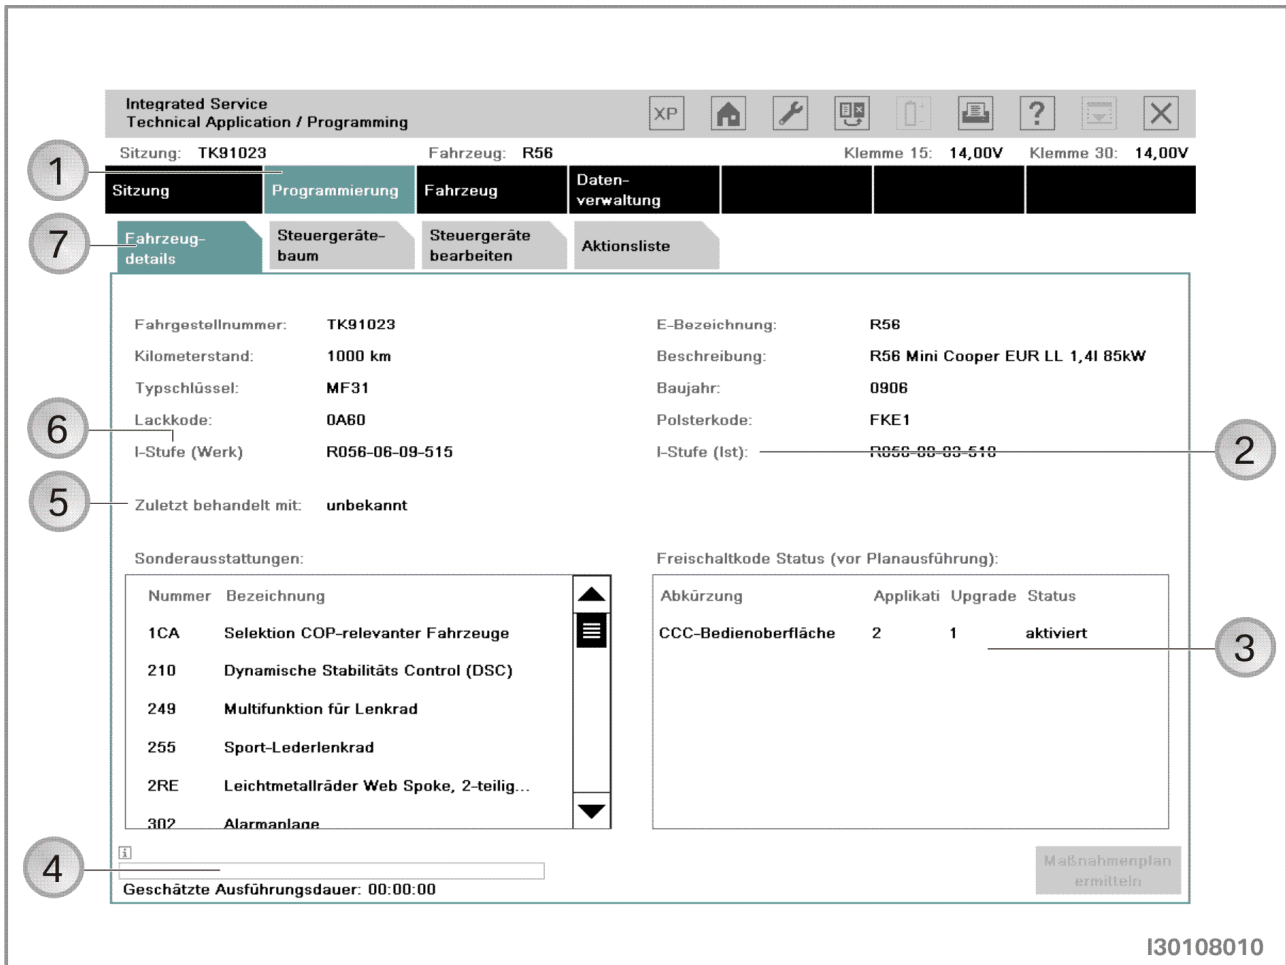 Integrated Service
Technical Application / Programming
XP
?
Sitzung: TK91023 Fahrzeug: R56 Klemme 15: 14,00V Klemme 30: 14,00V
1
Sitzung
Programmierung
Fahrzeug
Daten-
verwaltung
7
Fahrzeug-
details
Steuergeräte-
baum
Steuergeräte
bearbeiten
Aktionsliste
Fahrgestellnummer: TK91023 E-Bezeichnung: R56
Kilometerstand: 1000 km Beschreibung: R56 Mini Cooper EUR LL 1,4l 85kW
Typschlüssel: MF31 Baujahr: 0906
6
Lackkode: 0A60 Polsterkode: FKE1
I-Stufe (Werk) R056-06-09-515 I-Stufe (Ist):
2
5
Zuletzt behandelt mit: unbekannt
Sonderausstattungen: Freischaltkode Status (vor Planausführung):
Nummer Bezeichnung Abkürzung Applikati Upgrade Status
1CA Selektion COP-relevanter Fahrzeuge CCC-Bedienoberfläche 2 1 aktiviert
3
210 Dynamische Stabilitäts Control (DSC)
249 Multifunktion für Lenkrad
255 Sport-Lederlenkrad
2RE Leichtmetallräder Web Spoke, 2-teilig...
302 Alarmanlage
i
4
Geschätzte Ausführungsdauer: 00:00:00
Maßnahmenplan
ermitteln
I30108010